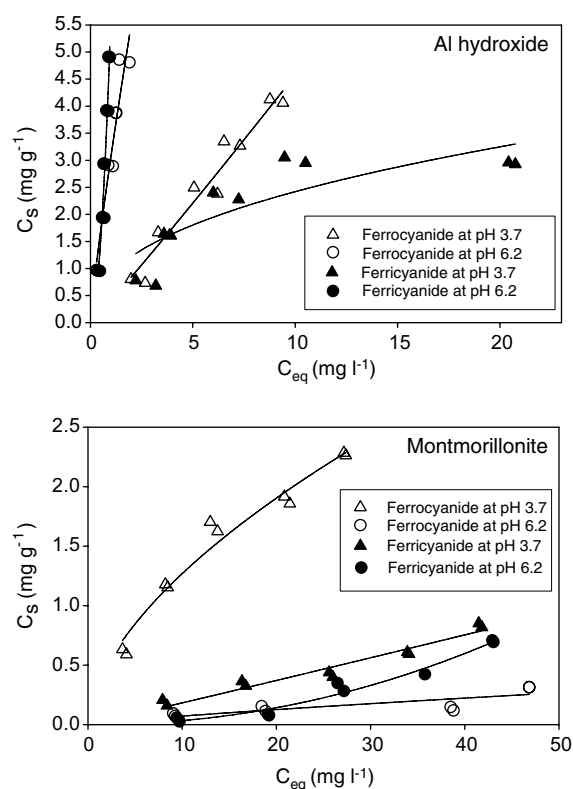 Al hydroxide
5.5
5.0
4.5
4.0
3.5
3.0
2.5
2.0
1.5
1.0
0.5
0.0
Cs (mg g⁻¹)
Ferrocyanide at pH 3.7
Ferrocyanide at pH 6.2
Ferricyanide at pH 3.7
Ferricyanide at pH 6.2
0 5 10 15 20
Ceq (mg l⁻¹)
Montmorillonite
2.5
2.0
1.5
1.0
0.5
0.0
Cs (mg g⁻¹)
Ferrocyanide at pH 3.7
Ferrocyanide at pH 6.2
Ferricyanide at pH 3.7
Ferricyanide at pH 6.2
0 10 20 30 40 50
Ceq (mg l⁻¹)